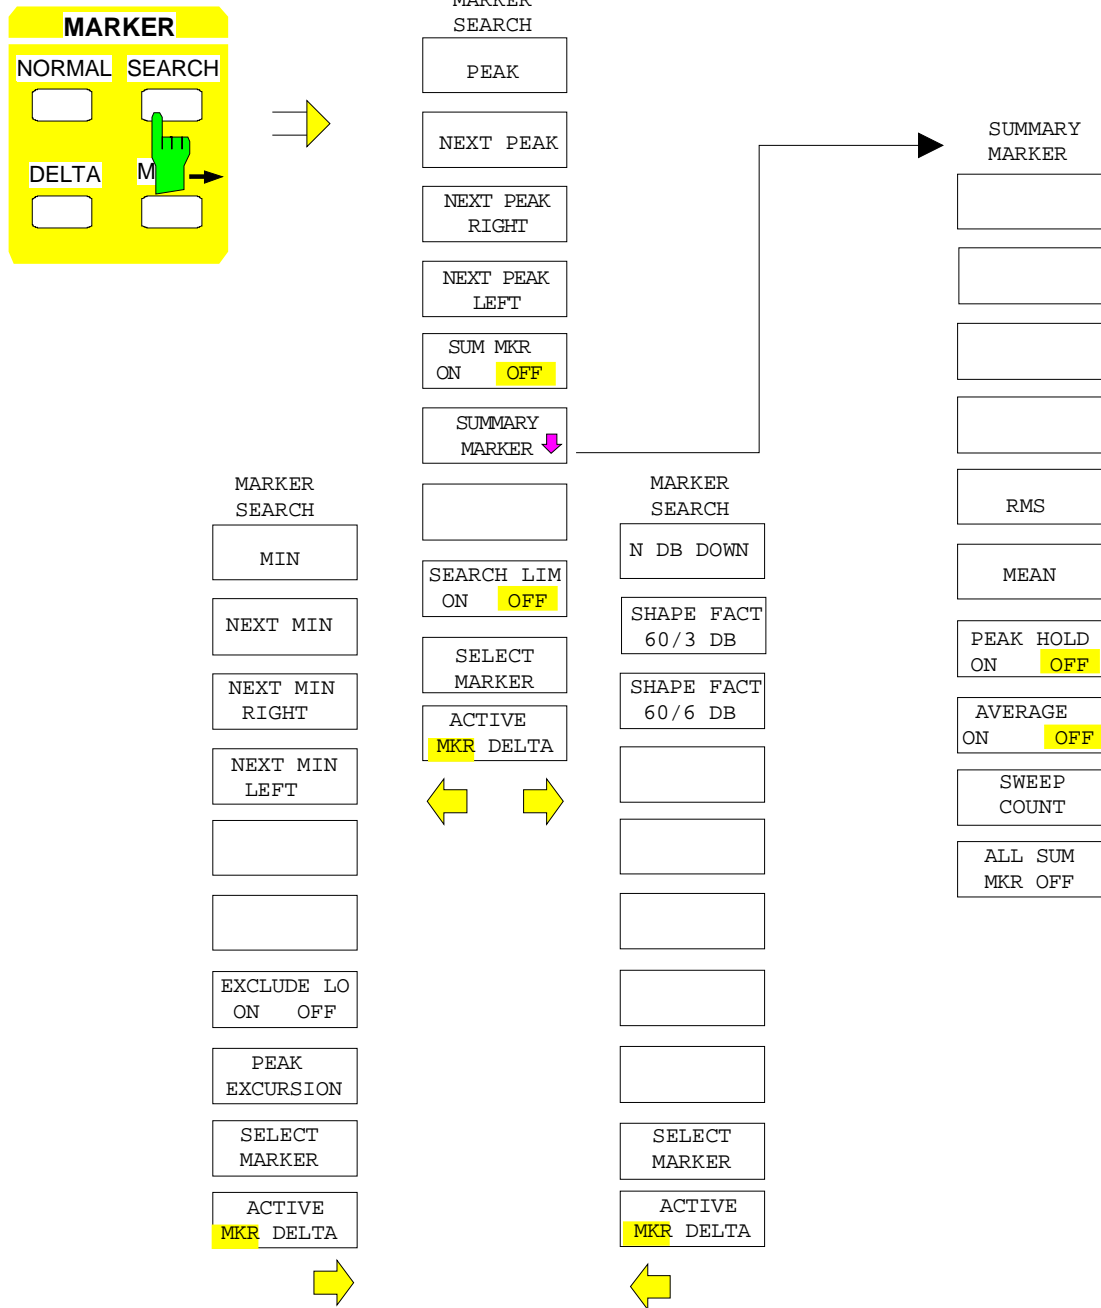 MARKER
NORMAL SEARCH
DELTA M
MARKER
SEARCH
PEAK
NEXT PEAK
NEXT PEAK
RIGHT
NEXT PEAK
LEFT
SUM MKR
ON OFF
SUMMARY
MARKER
SEARCH LIM
ON OFF
SELECT
MARKER
ACTIVE
MKR DELTA
MARKER
SEARCH
MIN
NEXT MIN
NEXT MIN
RIGHT
NEXT MIN
LEFT
EXCLUDE LO
ON OFF
PEAK
EXCURSION
SELECT
MARKER
ACTIVE
MKR DELTA
MARKER
SEARCH
N DB DOWN
SHAPE FACT
60/3 DB
SHAPE FACT
60/6 DB
SELECT
MARKER
ACTIVE
MKR DELTA
SUMMARY
MARKER
RMS
MEAN
PEAK HOLD
ON OFF
AVERAGE
ON OFF
SWEEP
COUNT
ALL SUM
MKR OFF